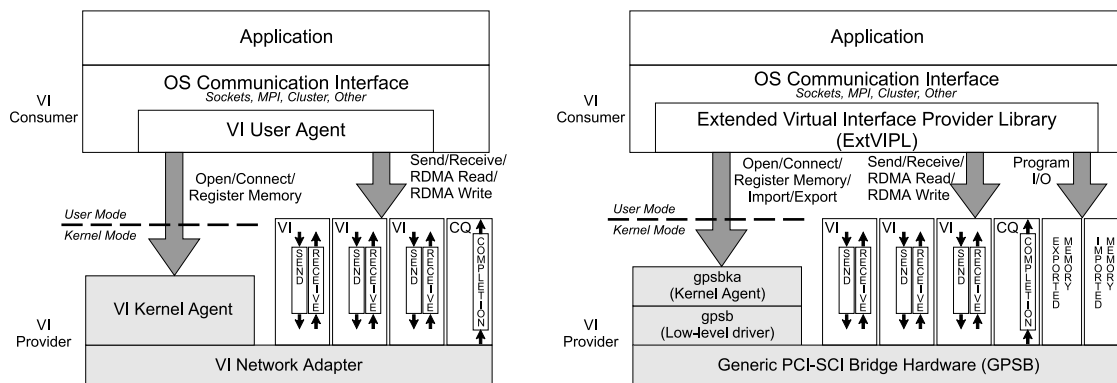 Application
OS Communication Interface
Sockets, MPI, Cluster, Other
VI
Consumer
VI User Agent
Open/Connect/
Register Memory
Send/Receive/
RDMA Read/
RDMA Write
User Mode
Kernel Mode
VI
SEND
RECEIVE
VI
SEND
RECEIVE
VI
SEND
RECEIVE
CQ
COMPLETION
VI Kernel Agent
VI
Provider
VI Network Adapter
Application
OS Communication Interface
Sockets, MPI, Cluster, Other
VI
Consumer
Extended Virtual Interface Provider Library
(ExtVIPL)
Open/Connect/
Register Memory/
Import/Export
Send/Receive/
RDMA Read/
RDMA Write
Program
I/O
User Mode
Kernel Mode
VI
SEND
RECEIVE
VI
SEND
RECEIVE
VI
SEND
RECEIVE
CQ
COMPLETION
EXPORTED
MEMORY
IMPORTED
MEMORY
gpsbka
(Kernel Agent)
gpsb
(Low-level driver)
VI
Provider
Generic PCI-SCI Bridge Hardware (GPSB)